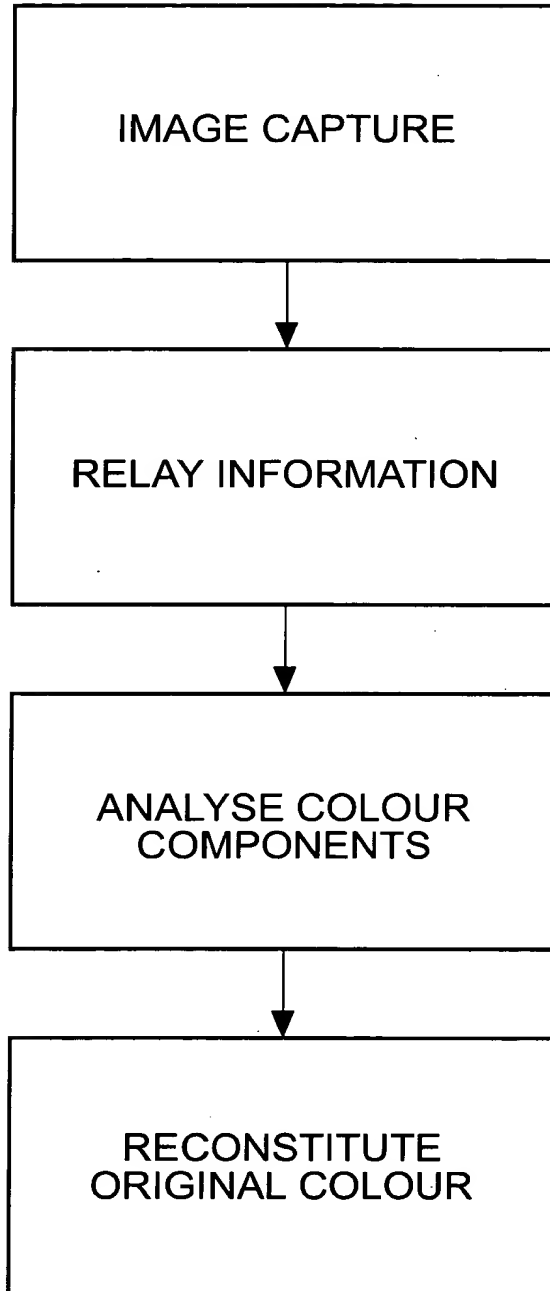 IMAGE CAPTURE
RELAY INFORMATION
ANALYSE COLOUR
COMPONENTS
RECONSTITUTE
ORIGINAL COLOUR